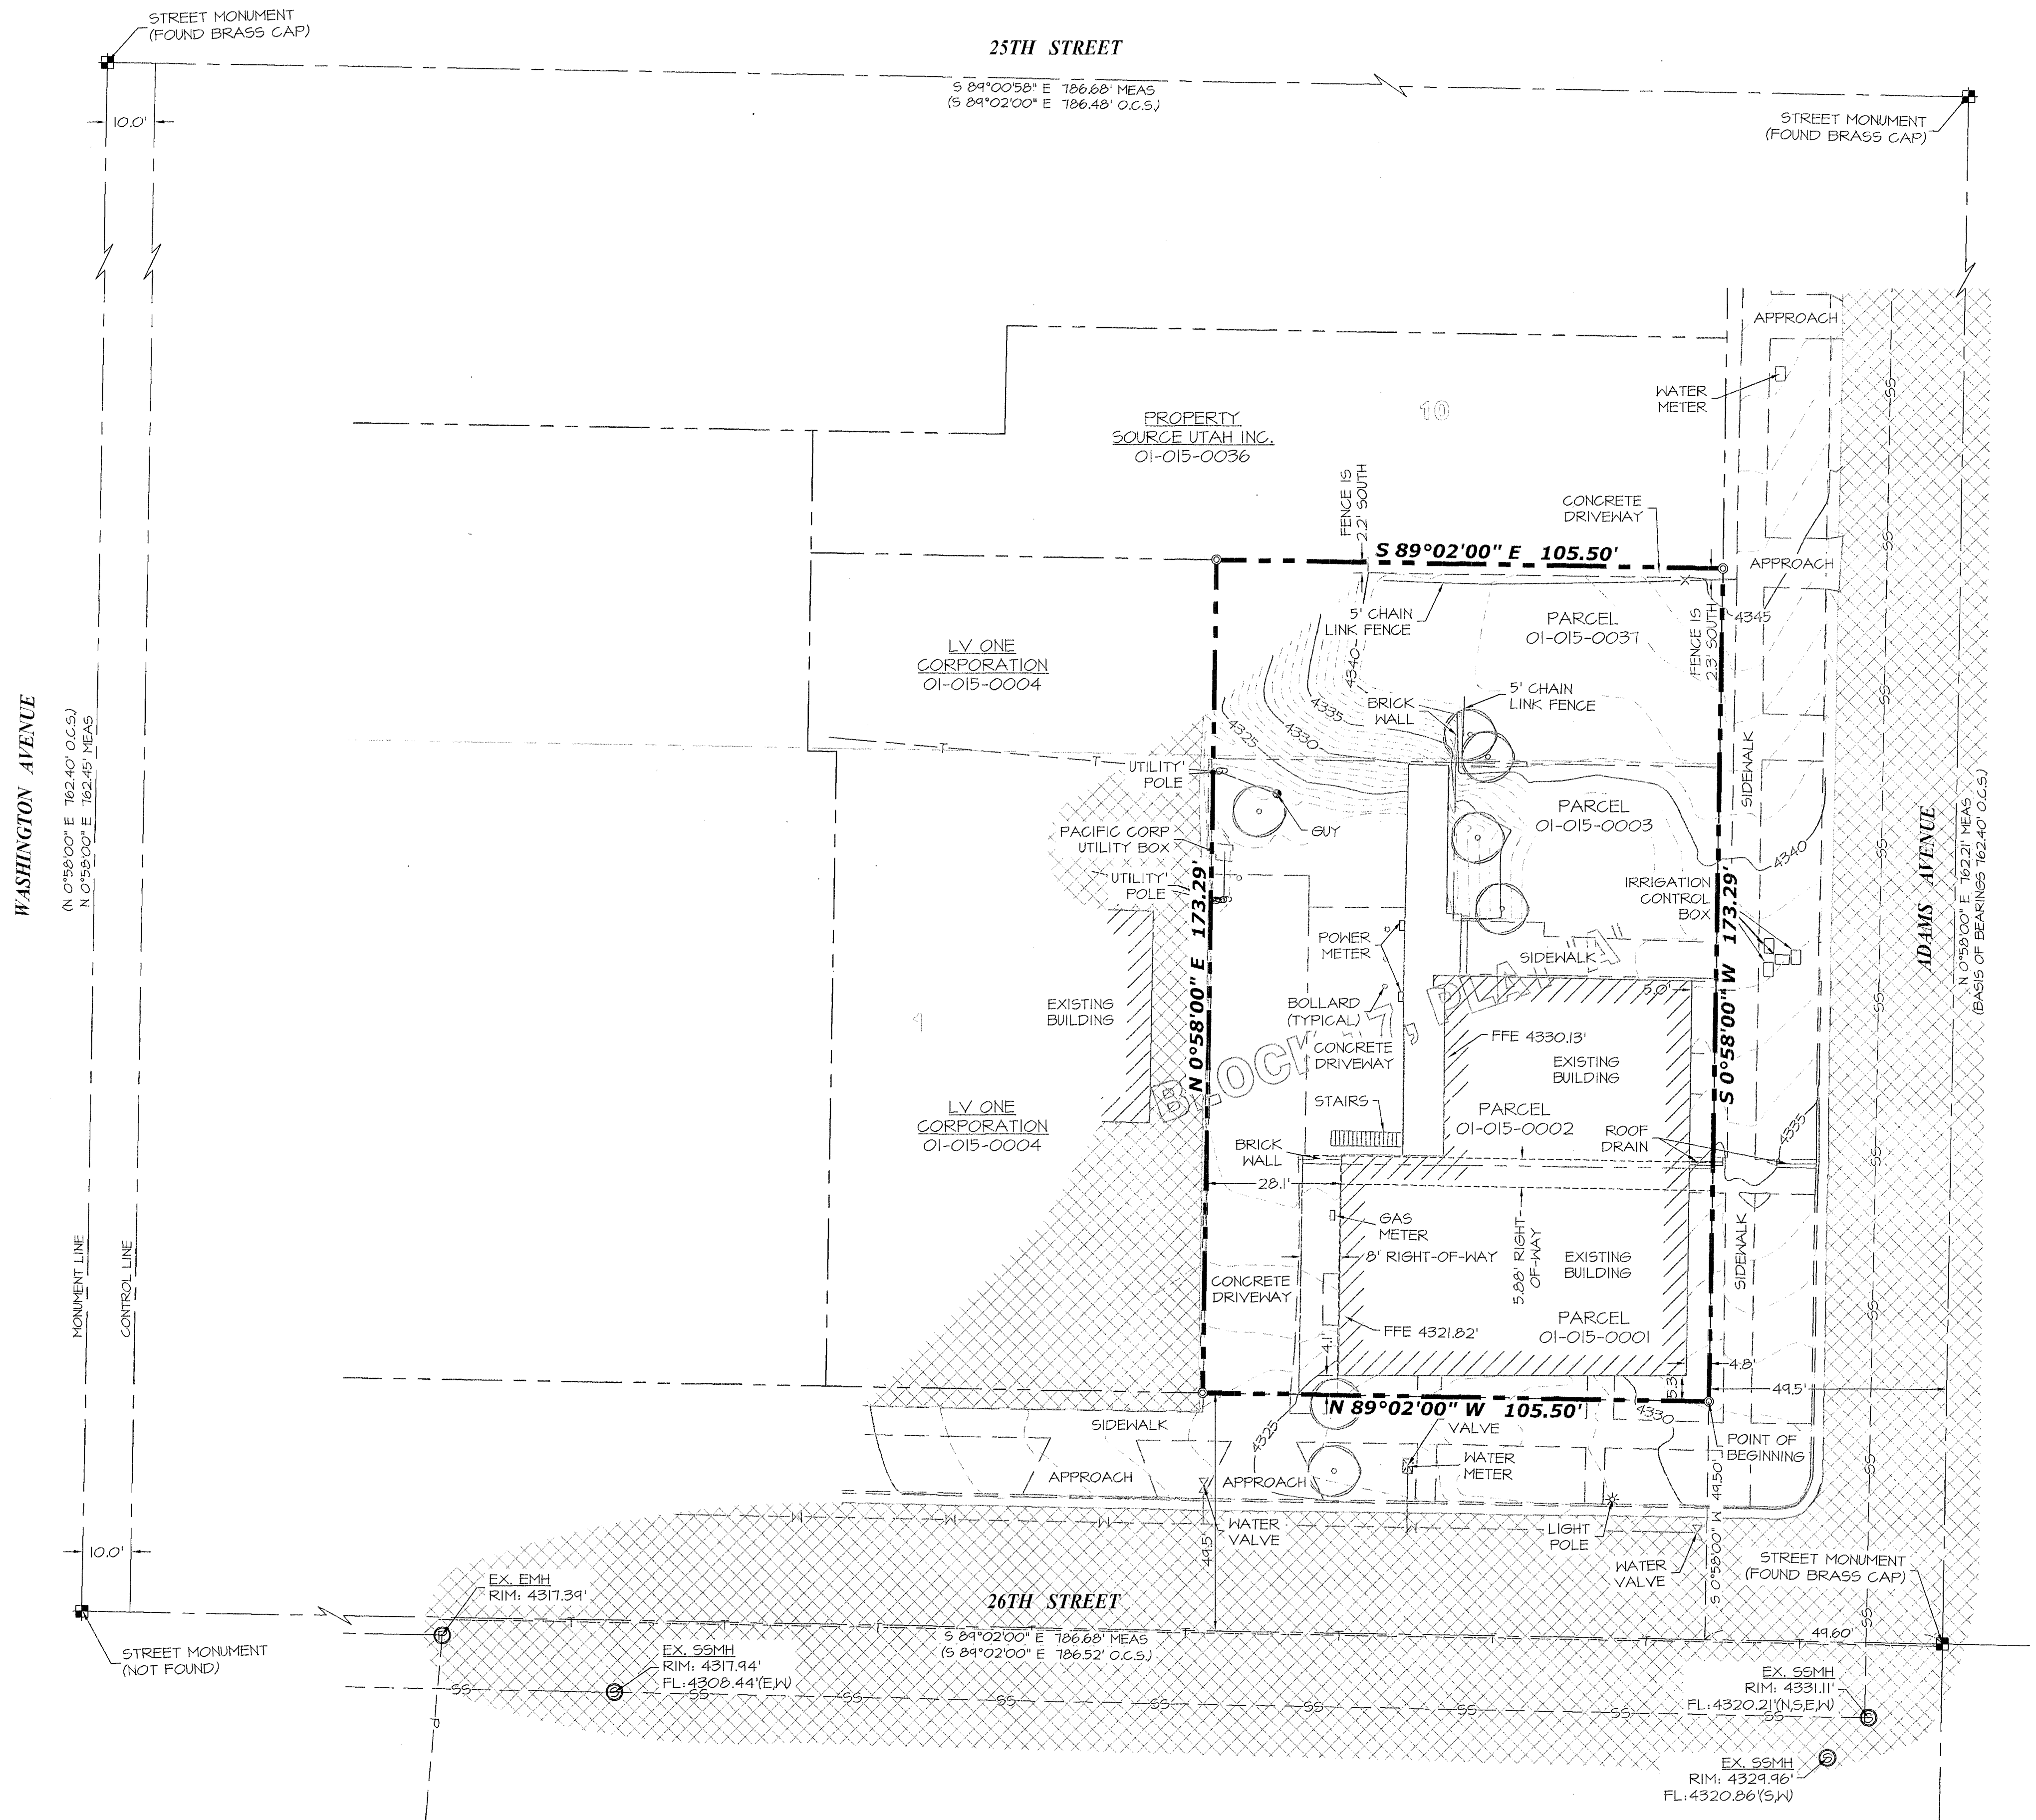 STREET MONUMENT
(FOUND BRASS CAP)
25TH STREET
S 89°00'58" E 786.68' MEAS
(S 89°02'00" E 786.48' O.C.S.)
10.0'
STREET MONUMENT
(FOUND BRASS CAP)
APPROACH
WATER
METER
10
PROPERTY
SOURCE UTAH INC.
01-015-0036
FENCE IS
2.2' SOUTH
CONCRETE
DRIVEWAY
S 89°02'00" E 105.50'
APPROACH
5' CHAIN
LINK FENCE
PARCEL
01-015-0037
FENCE IS
2.3' SOUTH
4345
LV ONE
CORPORATION
01-015-0004
4340
4335
4330
4325
BRICK
WALL
5' CHAIN
LINK FENCE
WASHINGTON AVENUE
(N 0°58'00" E 762.40' O.C.S.)
N 0°58'00" E 762.45' MEAS
T
T
UTILITY
POLE
GUY
PACIFIC CORP
UTILITY BOX
UTILITY
POLE
PARCEL
01-015-0003
SIDEWALK
4340
ADAMS AVENUE
N 0°58'00" E 762.21' MEAS
(BASIS OF BEARINGS 762.40' O.C.S.)
N 0°58'00" E 173.29'
S 0°58'00" W 173.29'
IRRIGATION
CONTROL
BOX
POWER
METER
SIDEWALK
5.0'
EXISTING
BUILDING
1
BOLLARD
(TYPICAL)
CONCRETE
DRIVEWAY
FFE 4330.13'
EXISTING
BUILDING
STAIRS
PARCEL
01-015-0002
ROOF
DRAIN
4335
LV ONE
CORPORATION
01-015-0004
BRICK
WALL
28.1'
GAS
METER
8' RIGHT-OF-WAY
5.88' RIGHT-
OF-WAY
EXISTING
BUILDING
SIDEWALK
CONCRETE
DRIVEWAY
MONUMENT LINE
CONTROL LINE
FFE 4321.82'
PARCEL
01-015-0001
4.1'
5.3'
4.8'
49.5'
N 89°02'00" W 105.50'
SIDEWALK
4325
VALVE
4330
POINT OF
BEGINNING
APPROACH
APPROACH
WATER
METER
S 0°58'00" W 49.50'
W
W
W
W
WATER
VALVE
49.5'
LIGHT
POLE
WATER
VALVE
STREET MONUMENT
(FOUND BRASS CAP)
10.0'
EX. EMH
RIM: 4317.39'
26TH STREET
S 89°02'00" E 786.68' MEAS
(S 89°02'00" E 786.52' O.C.S.)
49.60'
STREET MONUMENT
(NOT FOUND)
EX. SSMH
RIM: 4317.94'
FL:4308.44'(E,W)
EX. SSMH
RIM: 4331.11'
FL:4320.21'(N,S,E,W)
SS
SS
SS
SS
SS
SS
SS
SS
SS
P
EX. SSMH
RIM: 4329.96'
FL:4320.86'(S,W)